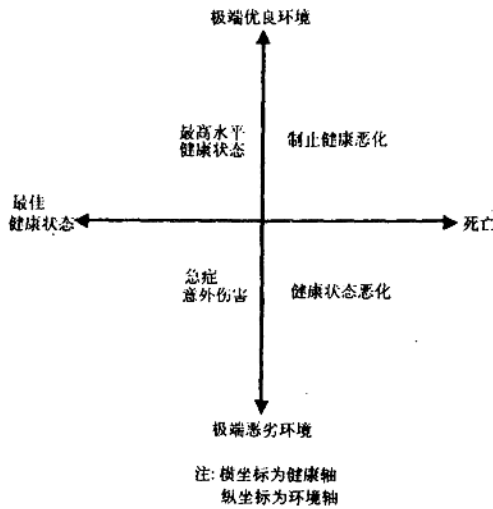 极端优良环境
最高水平
健康状态
制止健康恶化
最佳
健康状态
死亡
急症
意外伤害
健康状态恶化
极端恶劣环境
注: 横坐标为健康轴
纵坐标为环境轴